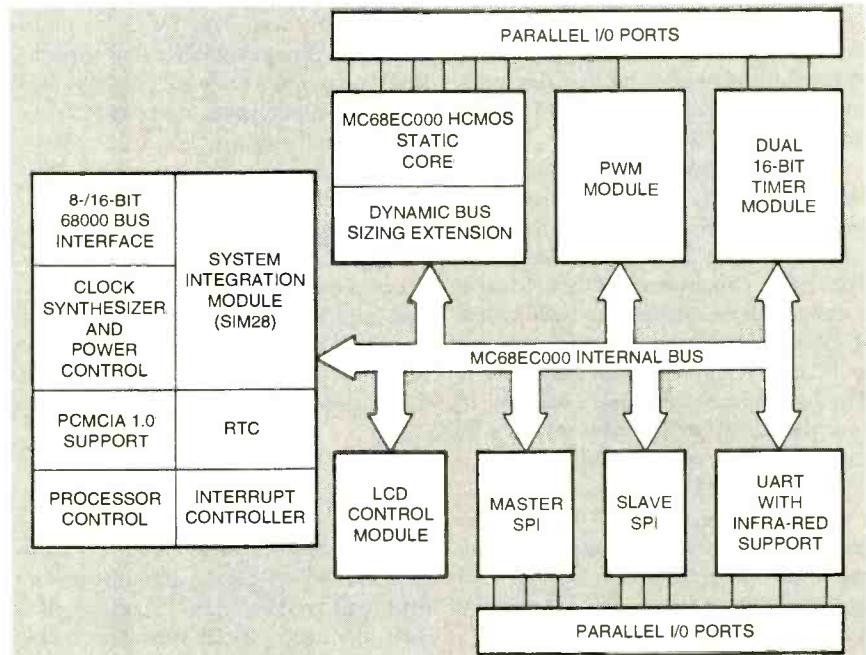 PARALLEL I/0 PORTS
MC68EC000 HCMOS
STATIC
CORE
DYNAMIC BUS
SIZING EXTENSION
PWM
MODULE
DUAL
16-BIT
TIMER
MODULE
8-/16-BIT
68000 BUS
INTERFACE
CLOCK
SYNTHESIZER
AND
POWER
CONTROL
PCMCIA 1.0
SUPPORT
PROCESSOR
CONTROL
SYSTEM
INTEGRATION
MODULE
(SIM28)
RTC
INTERRUPT
CONTROLLER
MC68EC000 INTERNAL BUS
LCD
CONTROL
MODULE
MASTER
SPI
SLAVE
SPI
UART
WITH
INFRA-RED
SUPPORT
PARALLEL I/0 PORTS